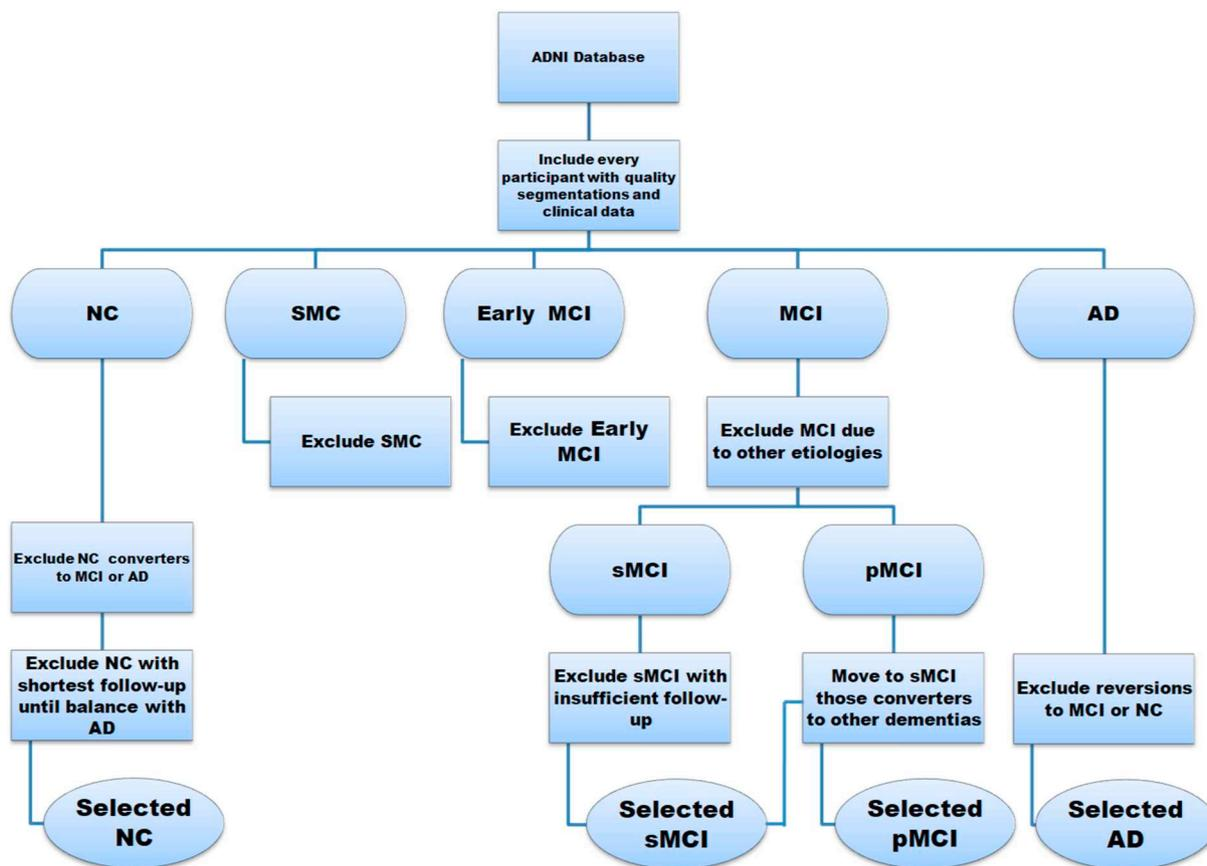 ADNI Database
Include every
participant with quality
segmentations and
clinical data
NC
SMC
Early MCI
MCI
AD
Exclude SMC
Exclude Early
MCI
Exclude MCI due
to other etiologies
Exclude NC converters
to MCI or AD
sMCI
pMCI
Exclude NC with
shortest follow-up
until balance with
AD
Exclude sMCI with
insufficient follow-
up
Move to sMCI
those converters
to other dementias
Exclude reversions
to MCI or NC
Selected
NC
Selected
sMCI
Selected
pMCI
Selected
AD